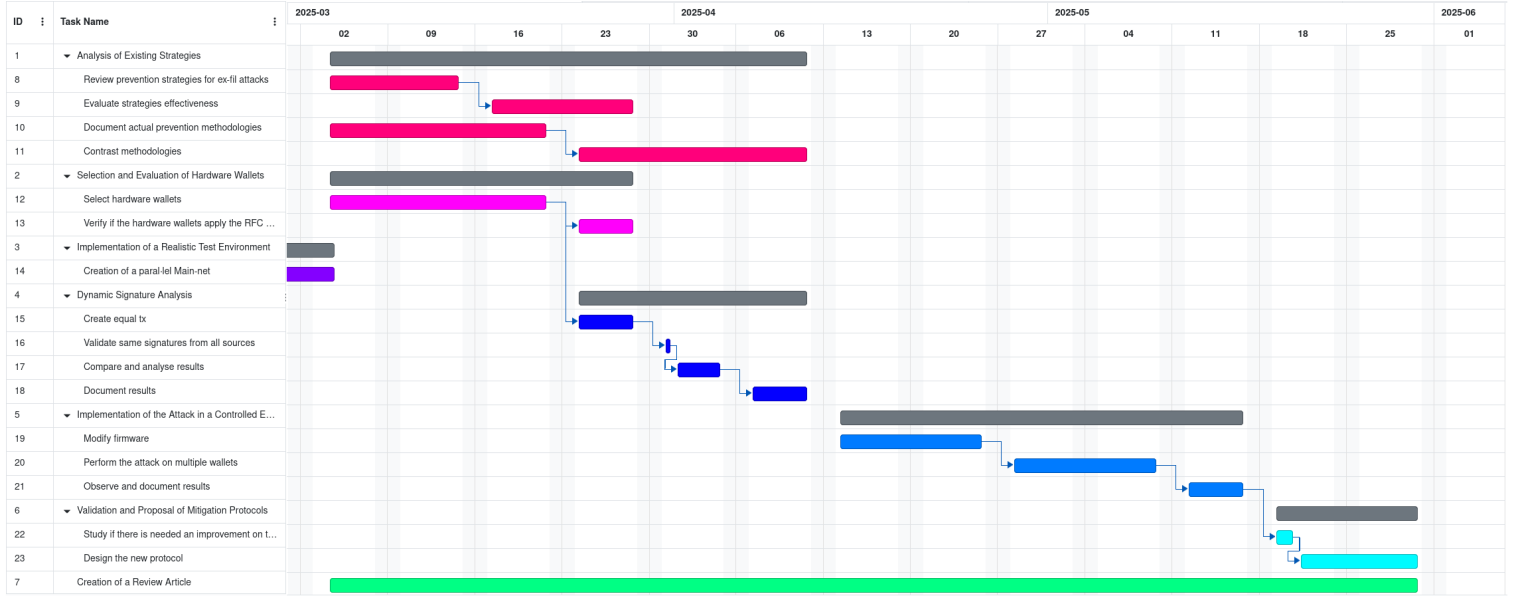 ID Task Name 2025-03 2025-04 2025-05 2025-06
02 09 16 23 30 06 13 20 27 04 11 18 25 01
1 Analysis of Existing Strategies
8 Review prevention strategies for ex-fil attacks
9 Evaluate strategies effectiveness
10 Document actual prevention methodologies
11 Contrast methodologies
2 Selection and Evaluation of Hardware Wallets
12 Select hardware wallets
13 Verify if the hardware wallets apply the RFC ...
3 Implementation of a Realistic Test Environment
14 Creation of a paral·lel Main-net
4 Dynamic Signature Analysis
15 Create equal tx
16 Validate same signatures from all sources
17 Compare and analyse results
18 Document results
5 Implementation of the Attack in a Controlled E...
19 Modify firmware
20 Perform the attack on multiple wallets
21 Observe and document results
6 Validation and Proposal of Mitigation Protocols
22 Study if there is needed an improvement on t...
23 Design the new protocol
7 Creation of a Review Article